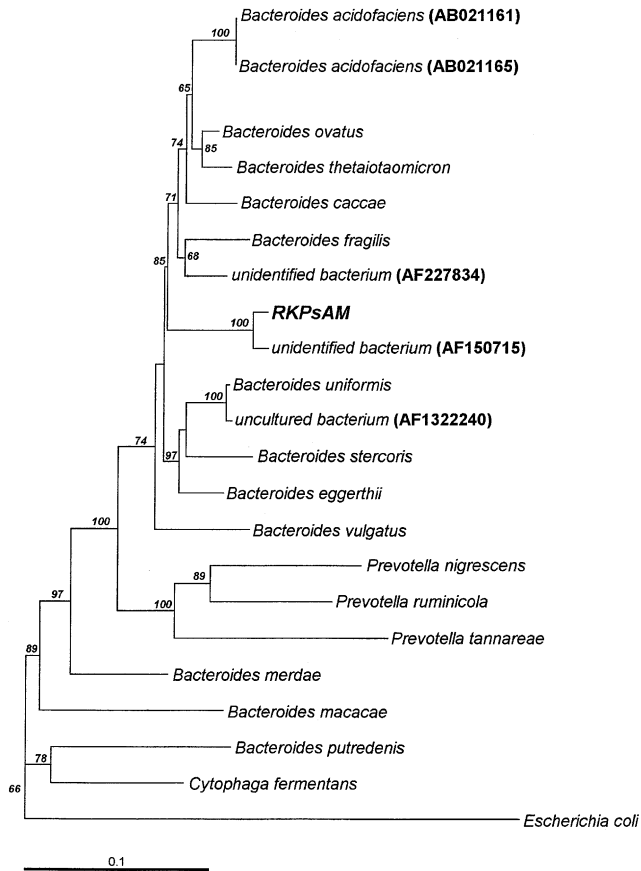 Bacteroides acidofaciens (AB021161)
100
Bacteroides acidofaciens (AB021165)
65
Bacteroides ovatus
74
85
Bacteroides thetaiotaomicron
71
Bacteroides caccae
Bacteroides fragilis
85
68
unidentified bacterium (AF227834)
RKPsAM
100
unidentified bacterium (AF150715)
Bacteroides uniformis
100
uncultured bacterium (AF1322240)
74
97
Bacteroides stercoris
Bacteroides eggerthii
100
Bacteroides vulgatus
Prevotella nigrescens
89
97
100
Prevotella ruminicola
Prevotella tannareae
89
Bacteroides merdae
Bacteroides macacae
Bacteroides putredenis
78
Cytophaga fermentans
66
Escherichia coli
0.1